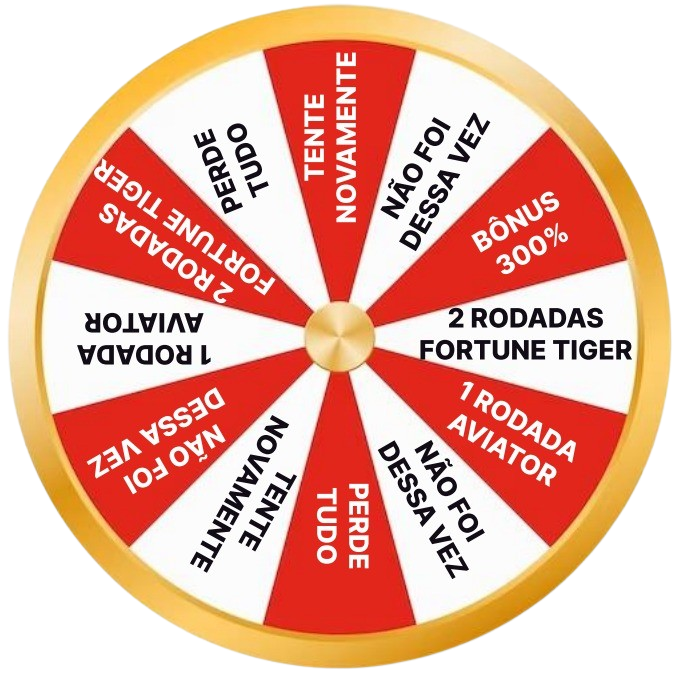 TENTE
NOVAMENTE
NÃO FOI
DESSA VEZ
BÔNUS
300%
2 RODADAS
FORTUNE TIGER
1 RODADA
AVIATOR
NÃO FOI
DESSA VEZ
PERDE
TUDO
TENTE
NOVAMENTE
NÃO FOI
DESSA VEZ
1 RODADA
AVIATOR
2 RODADAS
FORTUNE TIGER
PERDE
TUDO